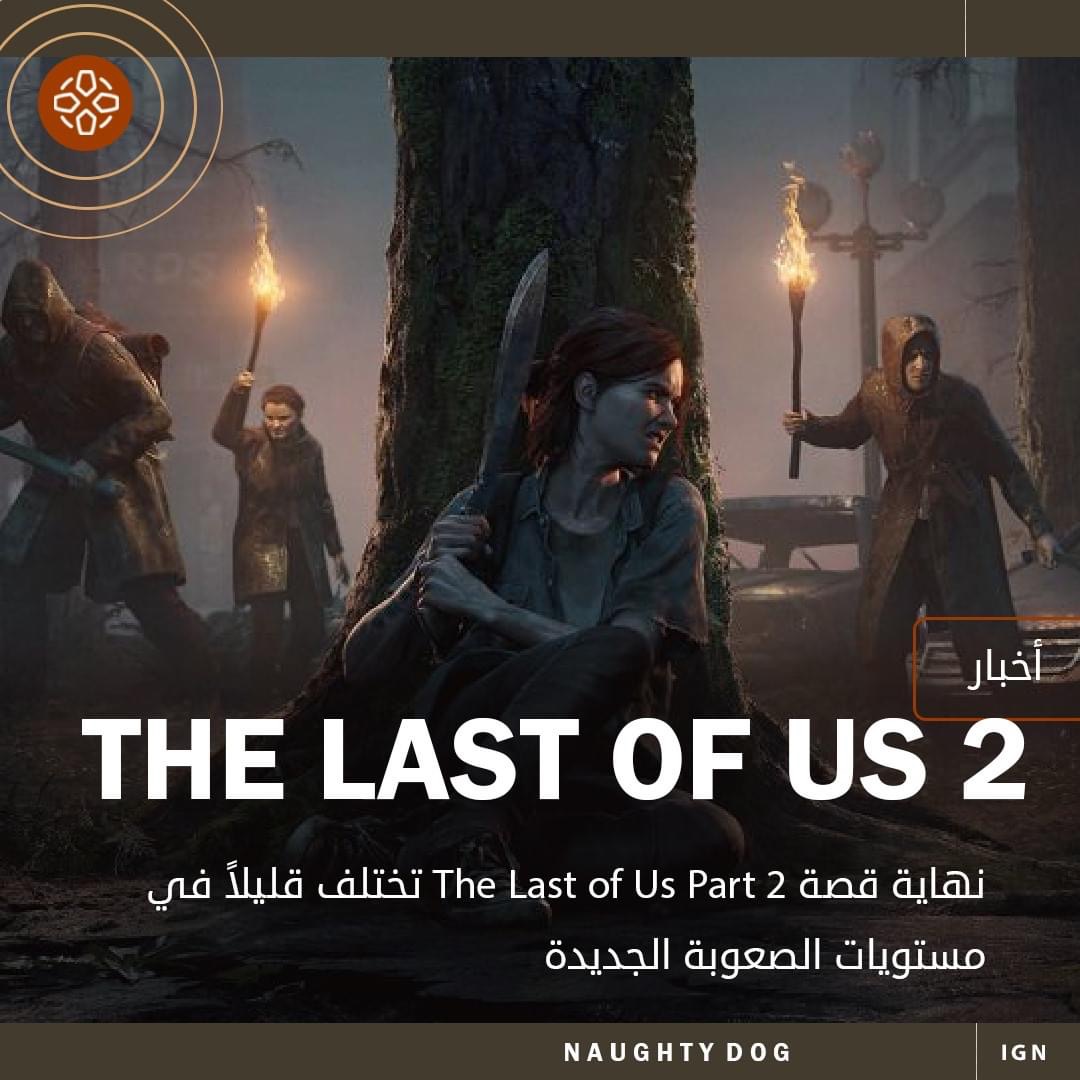 أخبار
THE LAST OF US 2
نهاية قصة The Last of Us Part 2 تختلف قليلاً في
مستويات الصعوبة الجديدة
NAUGHTY DOG
IGN